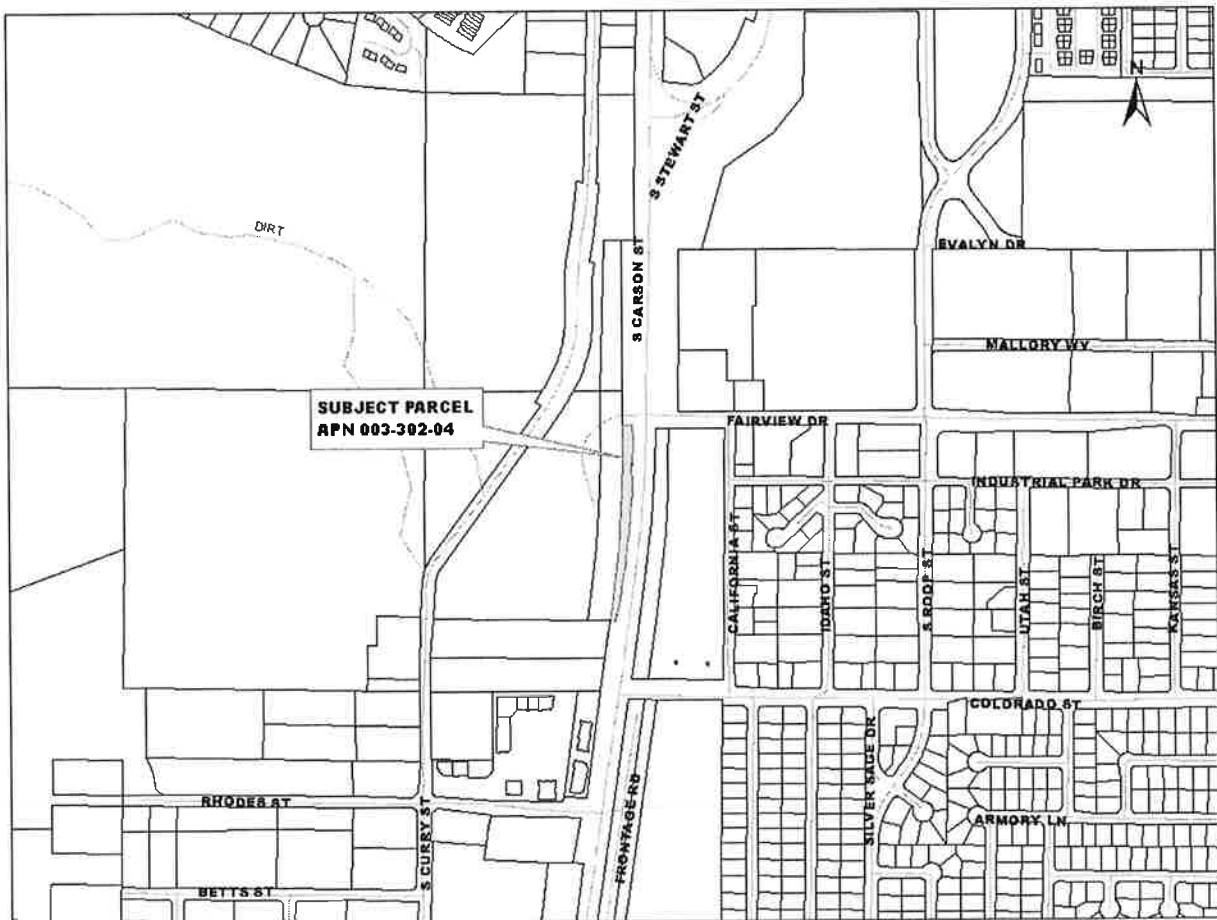 N
S STEWART ST
DIRT
S CARSON ST
EVALYN DR
MALLORY WY
SUBJECT PARCEL
APN 003-302-04
FAIRVIEW DR
INDUSTRIAL PARK DR
CALIFORNIA ST
IDAHO ST
S ROOP ST
UTAH ST
BIRCH ST
KANSAS ST
COLORADO ST
SILVER SAGE DR
RHODES ST
S CURRY ST
FRONTAGE RD
ARMORY LN
BETTS ST